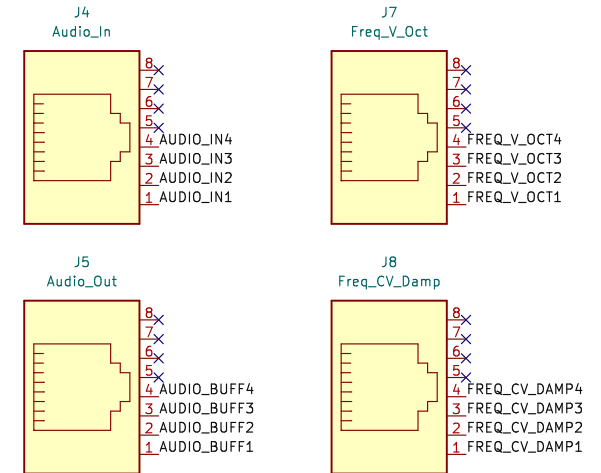 J4
Audio_In
8
7
6
5
4 AUDIO_IN4
3 AUDIO_IN3
2 AUDIO_IN2
1 AUDIO_IN1
J7
Freq_V_Oct
8
7
6
5
4 FREQ_V_OCT4
3 FREQ_V_OCT3
2 FREQ_V_OCT2
1 FREQ_V_OCT1
J5
Audio_Out
8
7
6
5
4 AUDIO_BUFF4
3 AUDIO_BUFF3
2 AUDIO_BUFF2
1 AUDIO_BUFF1
J8
Freq_CV_Damp
8
7
6
5
4 FREQ_CV_DAMP4
3 FREQ_CV_DAMP3
2 FREQ_CV_DAMP2
1 FREQ_CV_DAMP1